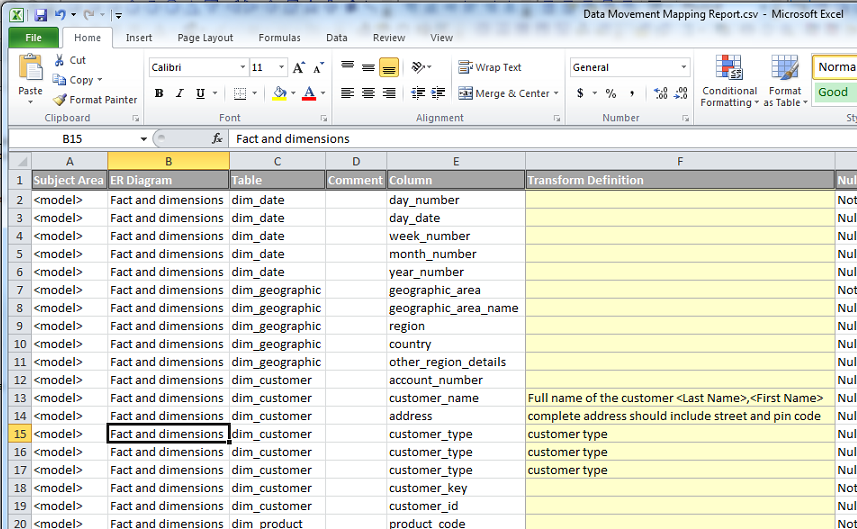 Data Movement Mapping Report.csv - Microsoft Excel
File Home Insert Page Layout Formulas Data Review View
Paste
Cut
Copy
Format Painter
Clipboard
Calibri 11 A A
B I U A
Font
Wrap Text
Merge & Center
Alignment
General
$ % ,
Number
Conditional Formatting
Format as Table
Norma
Good
B15 fx Fact and dimensions
A B C D E F
1 Subject Area ER Diagram Table Comment Column Transform Definition Nul
2 <model> Fact and dimensions dim_date day_number Not
3 <model> Fact and dimensions dim_date day_date Nul
4 <model> Fact and dimensions dim_date week_number Nul
5 <model> Fact and dimensions dim_date month_number Nul
6 <model> Fact and dimensions dim_date year_number Nul
7 <model> Fact and dimensions dim_geographic geographic_area Not
8 <model> Fact and dimensions dim_geographic geographic_area_name Nul
9 <model> Fact and dimensions dim_geographic region Nul
10 <model> Fact and dimensions dim_geographic country Nul
11 <model> Fact and dimensions dim_geographic other_region_details Nul
12 <model> Fact and dimensions dim_customer account_number Nul
13 <model> Fact and dimensions dim_customer customer_name Full name of the customer <Last Name>,<First Name> Nul
14 <model> Fact and dimensions dim_customer address complete address should include street and pin code Nul
15 <model> Fact and dimensions dim_customer customer_type customer type Nul
16 <model> Fact and dimensions dim_customer customer_type customer type Nul
17 <model> Fact and dimensions dim_customer customer_type customer type Nul
18 <model> Fact and dimensions dim_customer customer_key Not
19 <model> Fact and dimensions dim_customer customer_id Nul
20 <model> Fact and dimensions dim_product product_code Not